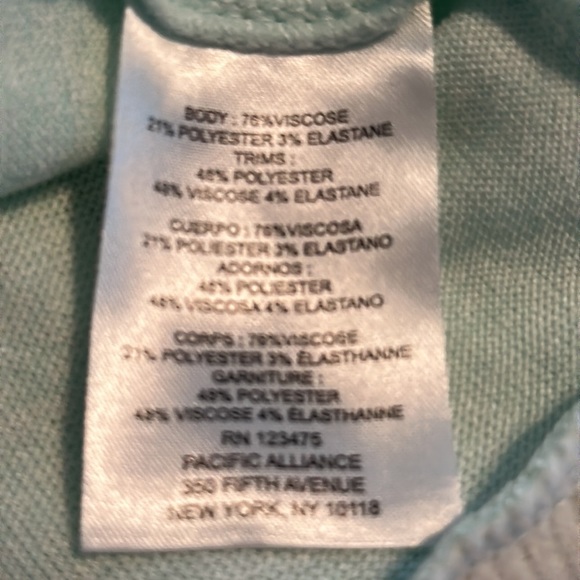 BODY : 76%VISCOSE
21% POLYESTER 3% ELASTANE
TRIMS :
48% POLYESTER
48% VISCOSE 4% ELASTANE
CUERPO : 76%VISCOSA
21% POLIESTER 3% ELASTANO
ADORNOS :
48% POLIESTER
48% VISCOSA 4% ELASTANO
CORPS : 76%VISCOSE
21% POLYESTER 3% ÉLASTHANNE
GARNITURE :
48% POLYESTER
48% VISCOSE 4% ÉLASTHANNE
RN 123475
PACIFIC ALLIANCE
350 FIFTH AVENUE
NEW YORK, NY 10118